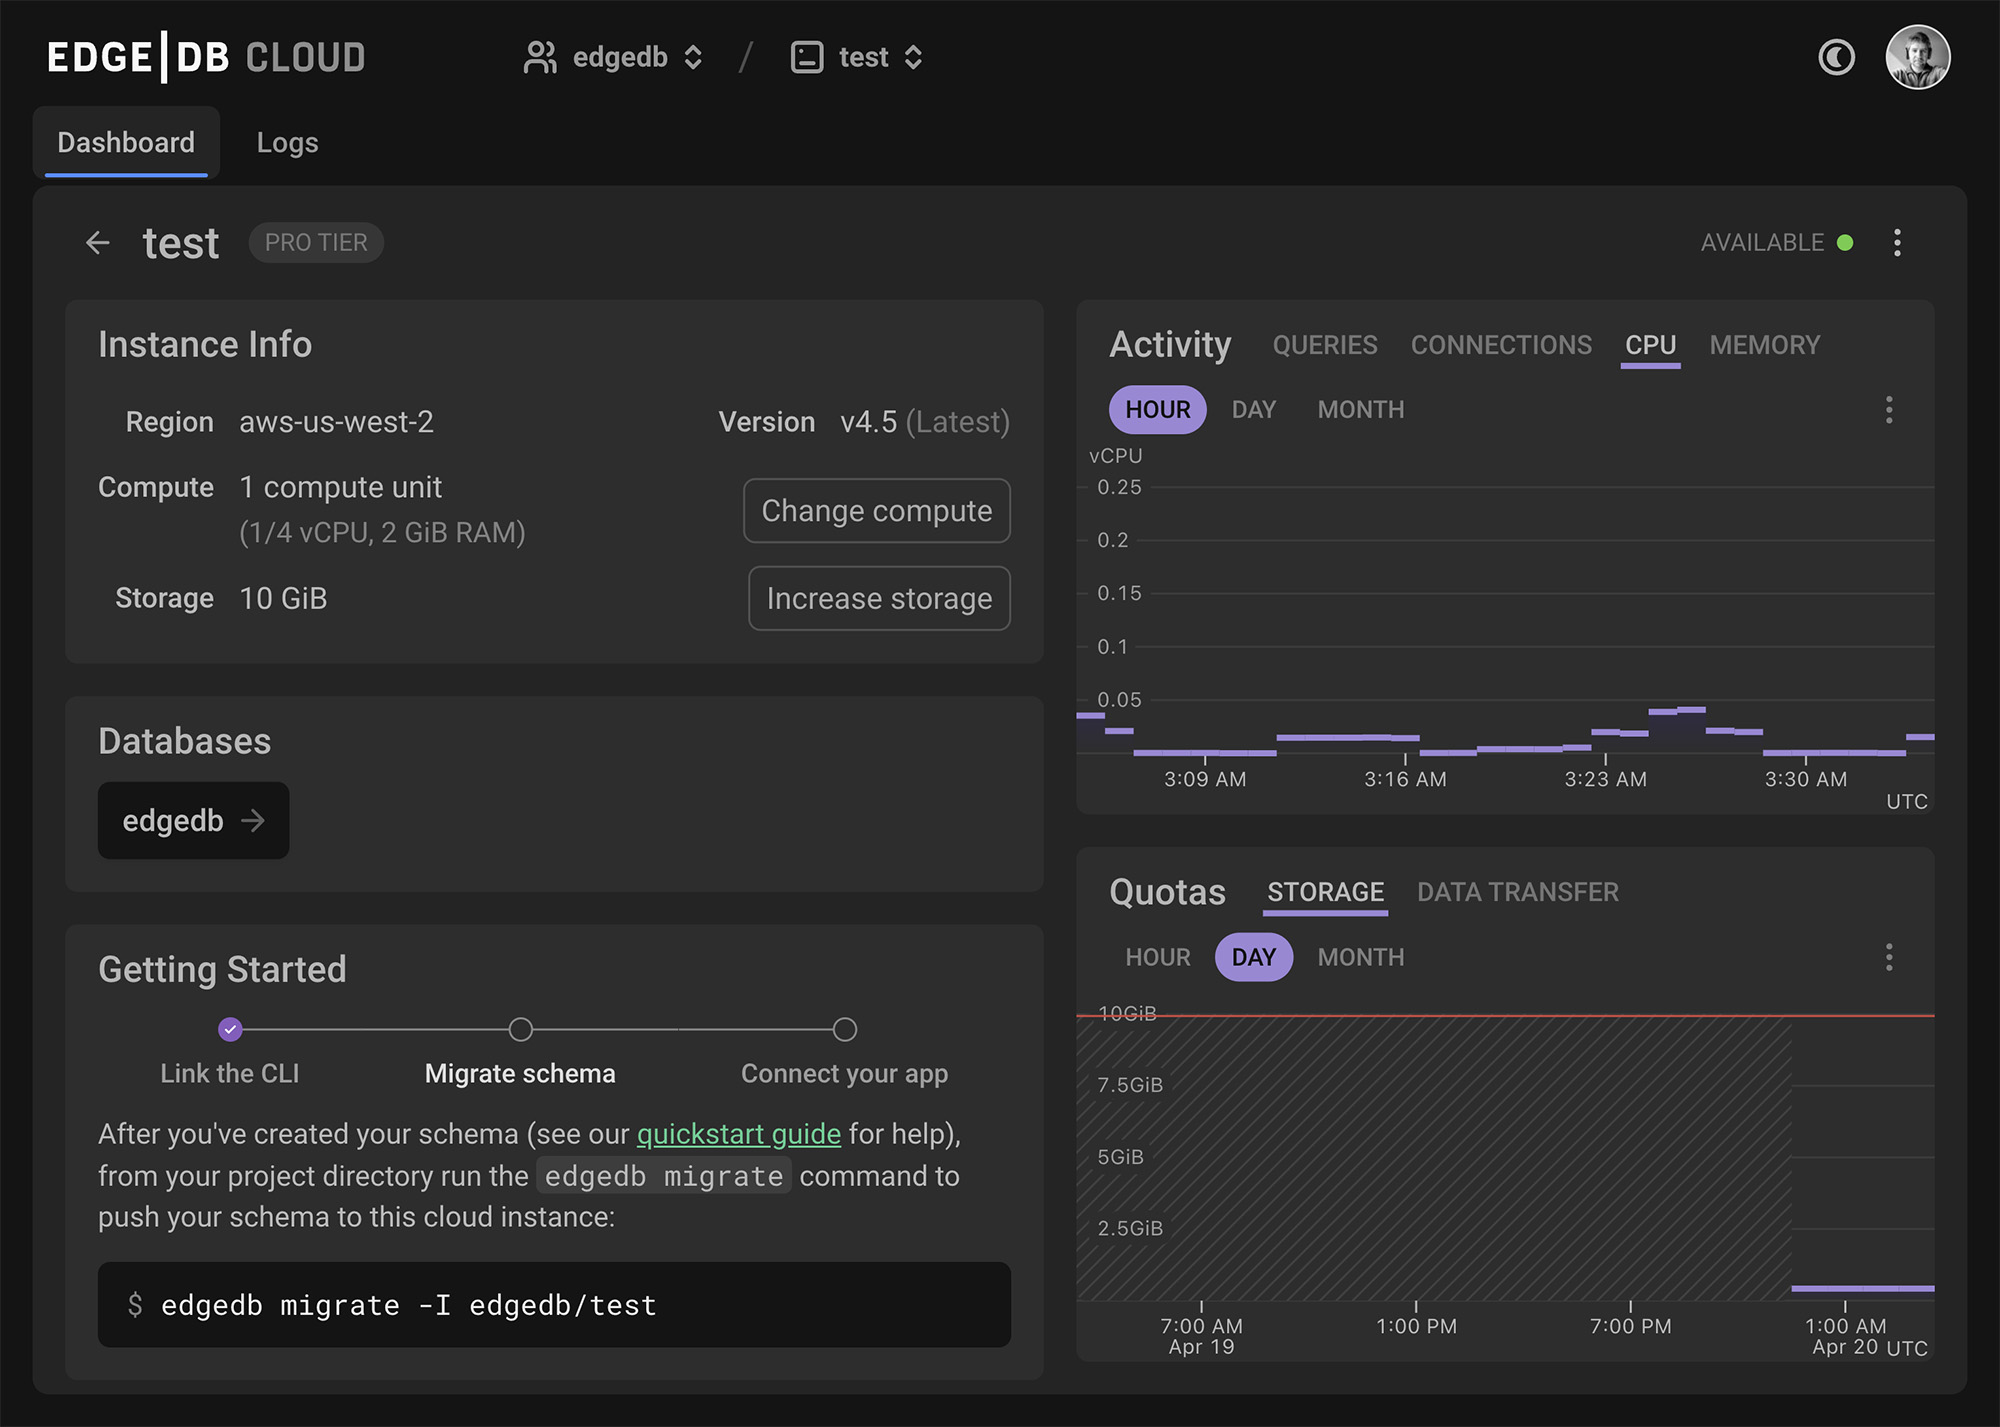 EDGE|DB CLOUD
edgedb / test
Dashboard Logs
test PRO TIER
AVAILABLE
Instance Info
Region aws-us-west-2
Version v4.5 (Latest)
Compute 1 compute unit
(1/4 vCPU, 2 GiB RAM)
Change compute
Storage 10 GiB
Increase storage
Databases
edgedb →
Getting Started
Link the CLI Migrate schema Connect your app
After you've created your schema (see our quickstart guide for help),
from your project directory run the edgedb migrate command to
push your schema to this cloud instance:
$ edgedb migrate -I edgedb/test
Activity QUERIES CONNECTIONS CPU MEMORY
HOUR DAY MONTH
vCPU
0.25
0.2
0.15
0.1
0.05
3:09 AM 3:16 AM 3:23 AM 3:30 AM
UTC
Quotas STORAGE DATA TRANSFER
HOUR DAY MONTH
10GiB
7.5GiB
5GiB
2.5GiB
7:00 AM 1:00 PM 7:00 PM 1:00 AM
Apr 19 Apr 20 UTC